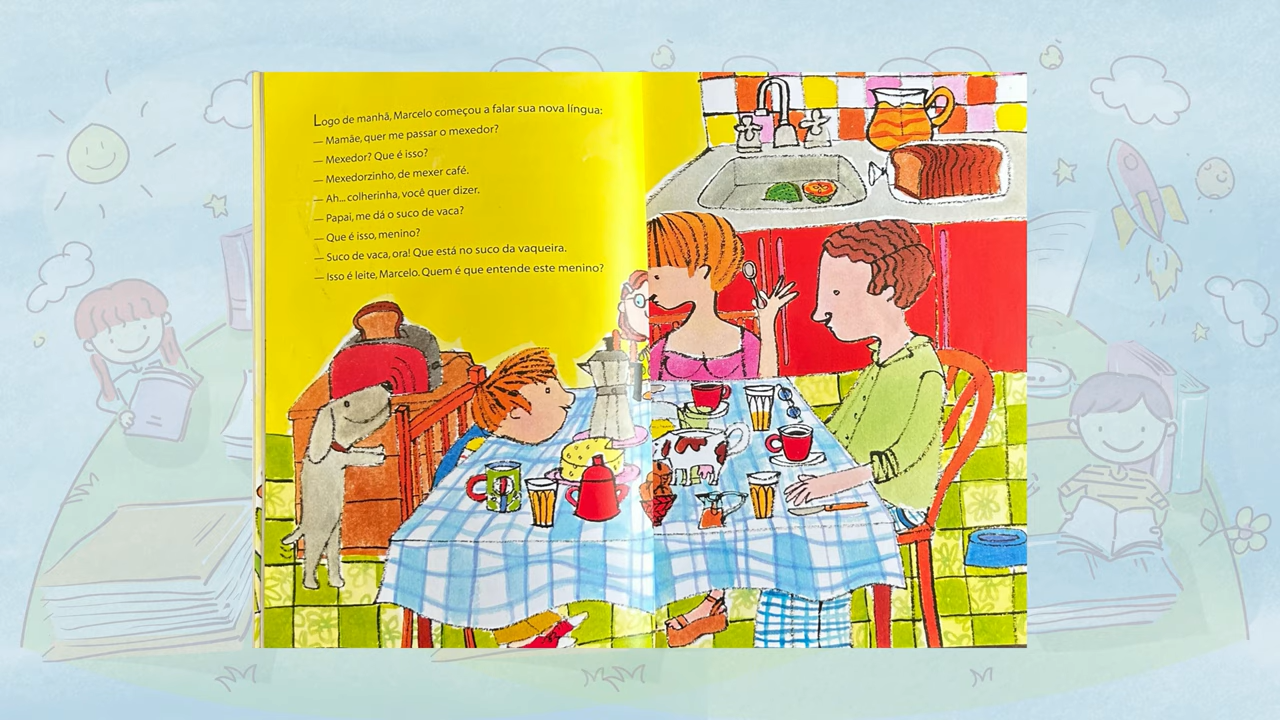 Logo de manhã, Marcelo começou a falar sua nova língua:
— Mamãe, quer me passar o mexedor?
— Mexedor? Que é isso?
— Mexedorzinho, de mexer café.
— Ah... colherinha, você quer dizer.
— Papai, me dá o suco de vaca?
— Que é isso, menino?
— Suco de vaca, ora! Que está no suco da vaqueira.
— Isso é leite, Marcelo. Quem é que entende este menino?